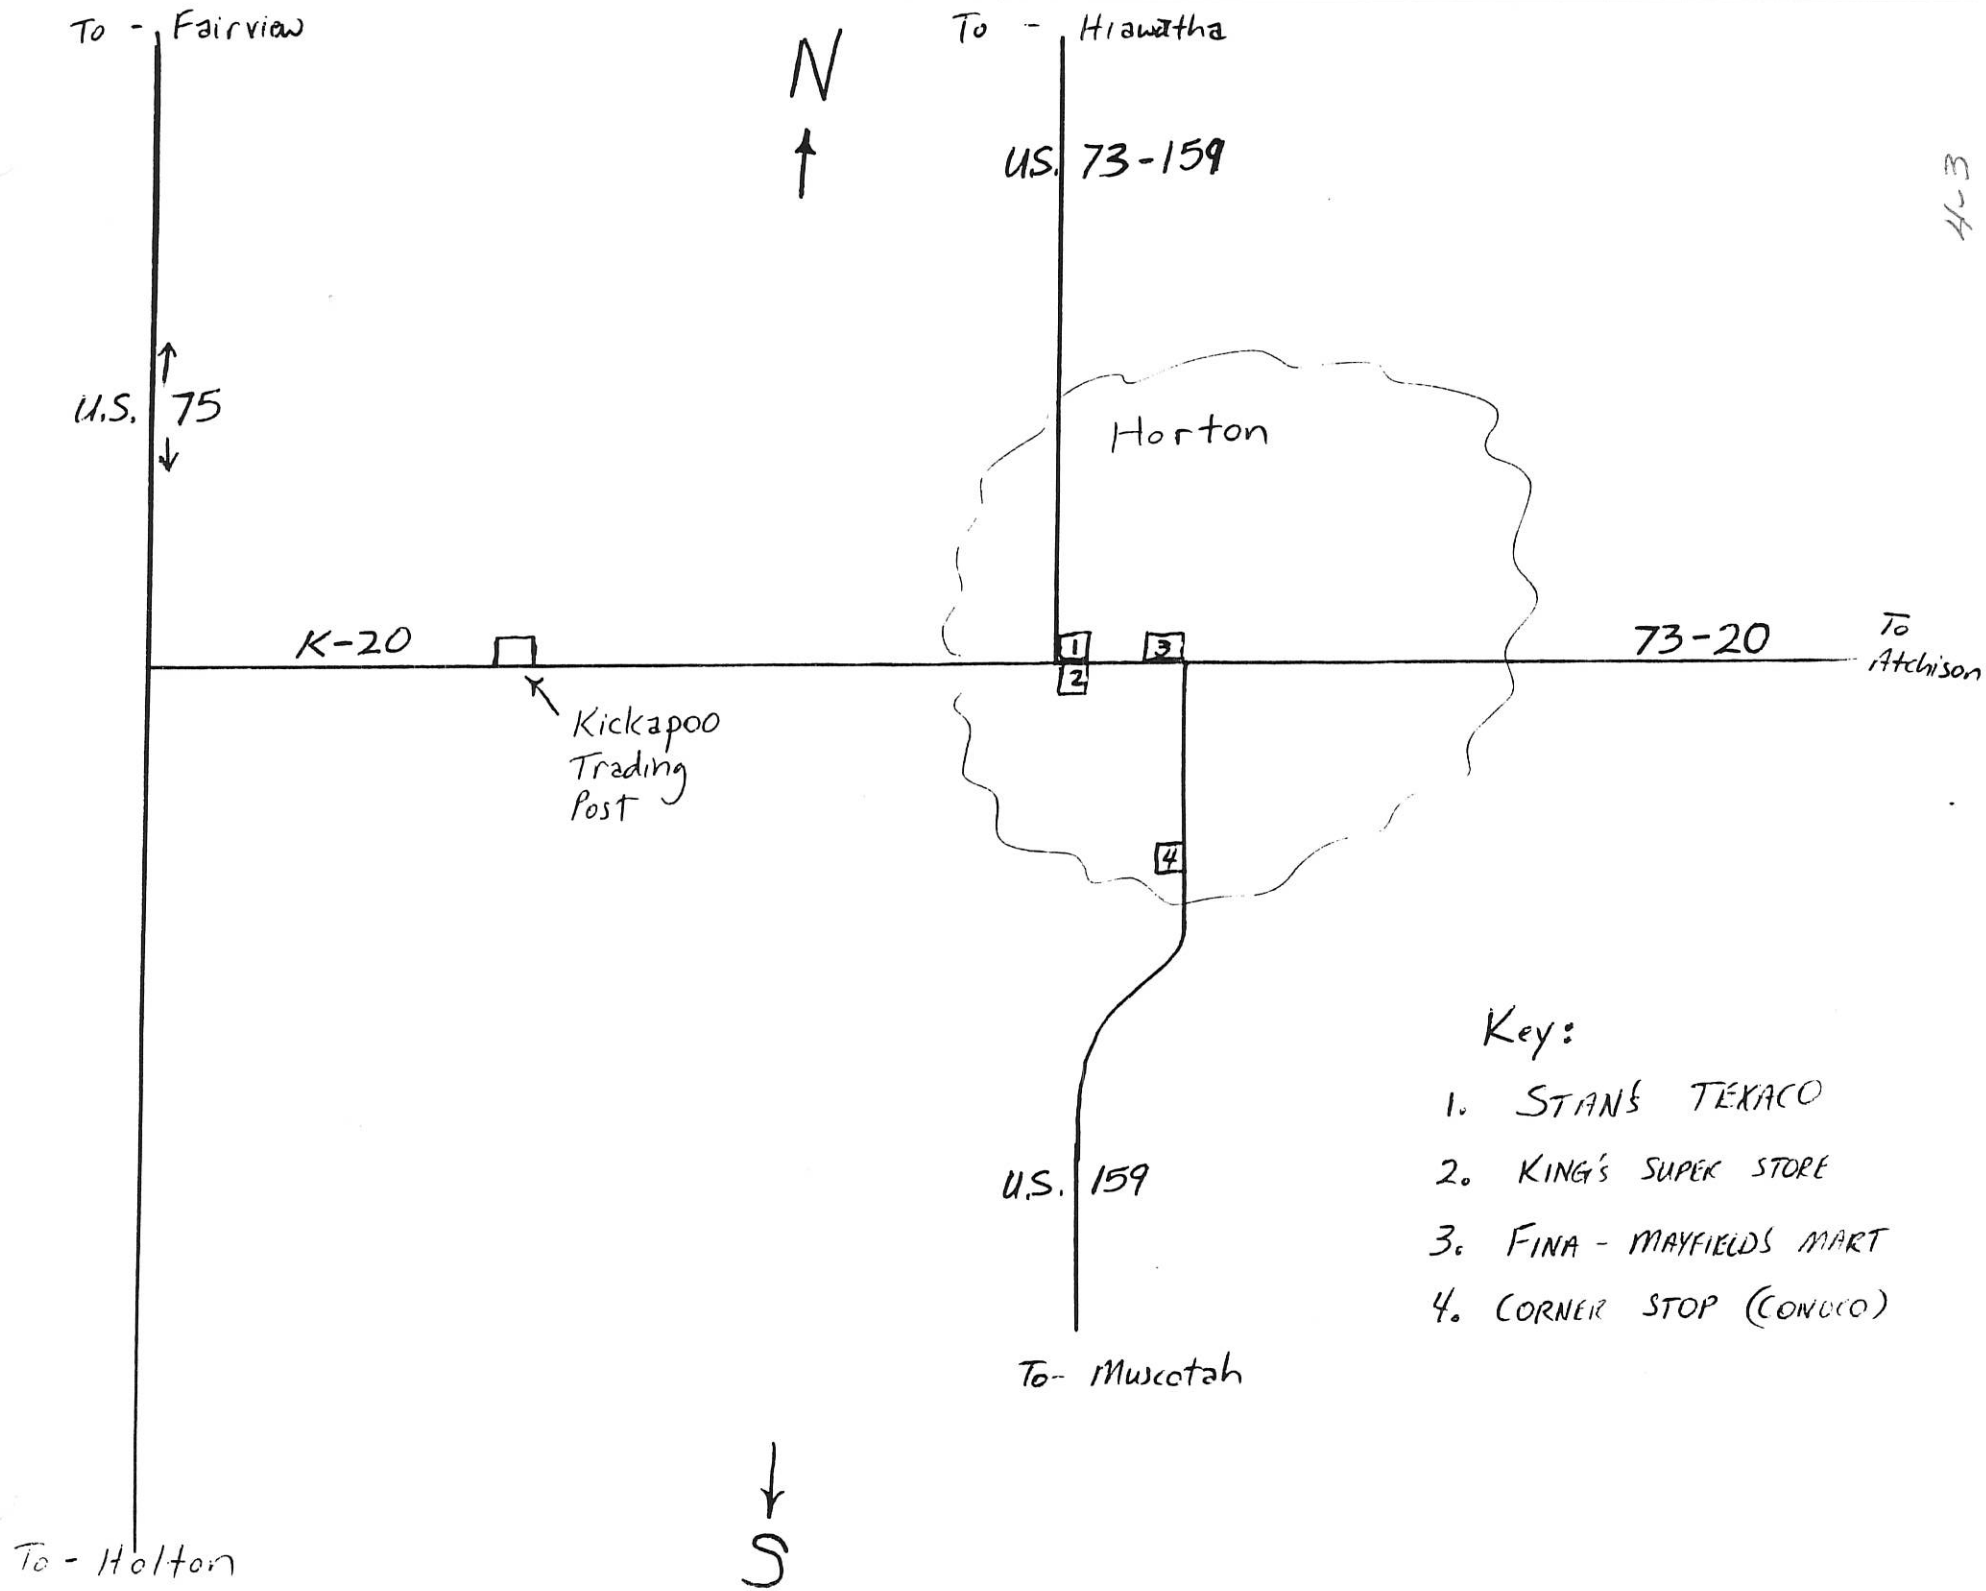 To - Fairview
To - Hiawatha
N
US. 73-159
4-3
U.S. 75
Horton
K-20
1
3
2
73-20
To
Atchison
Kickapoo
Trading
Post
4
Key:
1. STAN'S TEXACO
2. KING'S SUPER STORE
3. FINA - MAYFIELDS MART
4. CORNER STOP (CONOCO)
U.S. 159
To- Muscotah
S
To - Holton